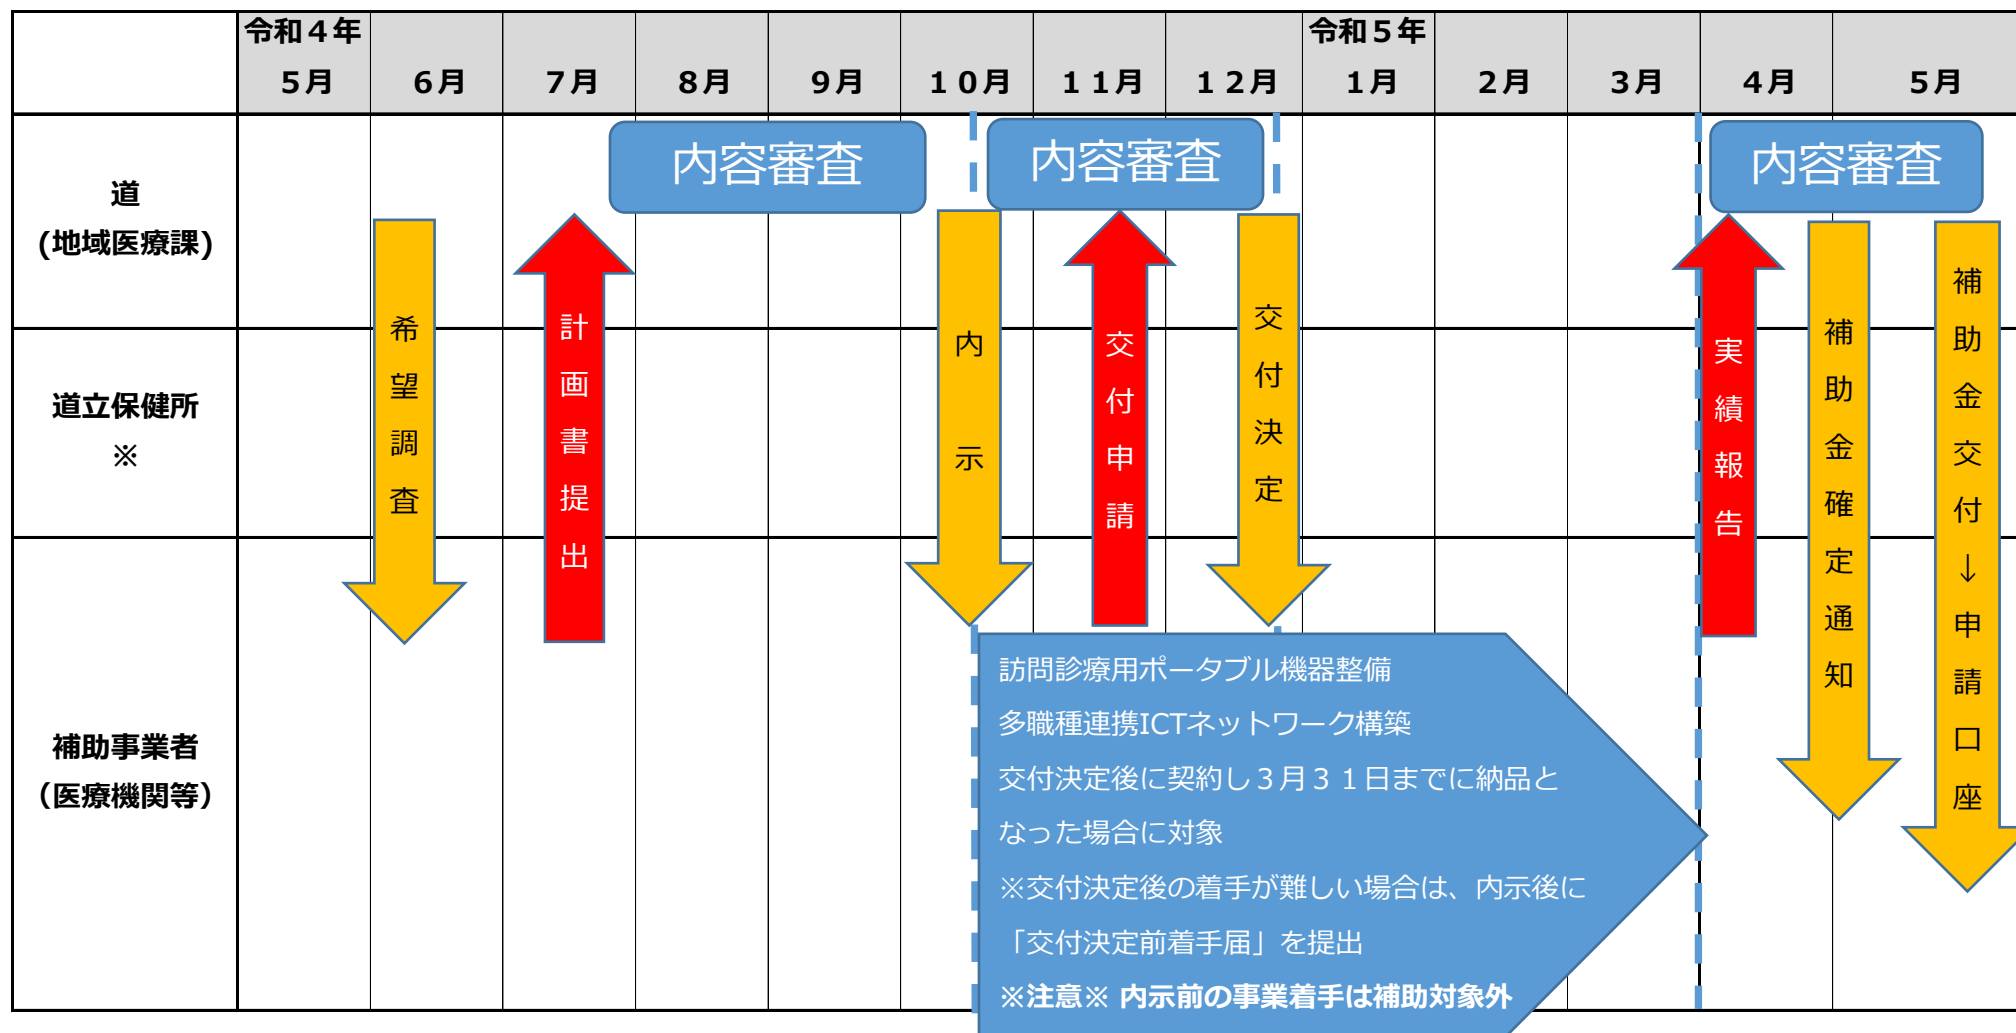 令和４年
令和５年
５月
６月
７月
８月
９月
１０月
１１月
１２月
１月
２月
３月
４月
５月
道
(地域医療課)
内容審査
内容審査
内容審査
道立保健所
※
補助事業者
（医療機関等）
希望調査
計画書提出
内示
交付申請
交付決定
実績報告
補助金確定通知
補助金交付↓申請口座
訪問診療用ポータブル機器整備
多職種連携ICTネットワーク構築
交付決定後に契約し３月３１日までに納品と
なった場合に対象
※交付決定後の着手が難しい場合は、内示後に
「交付決定前着手届」を提出
※注意※ 内示前の事業着手は補助対象外